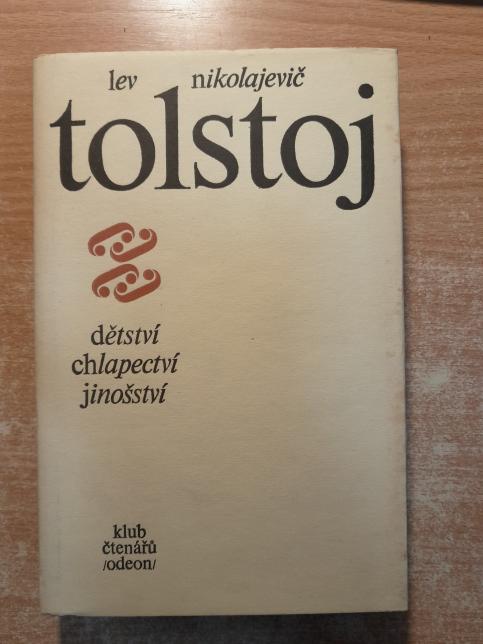 lev nikolajevič
tolstoj
dětství
chlapectví
jinošství
klub
čtenářů
/odeon/